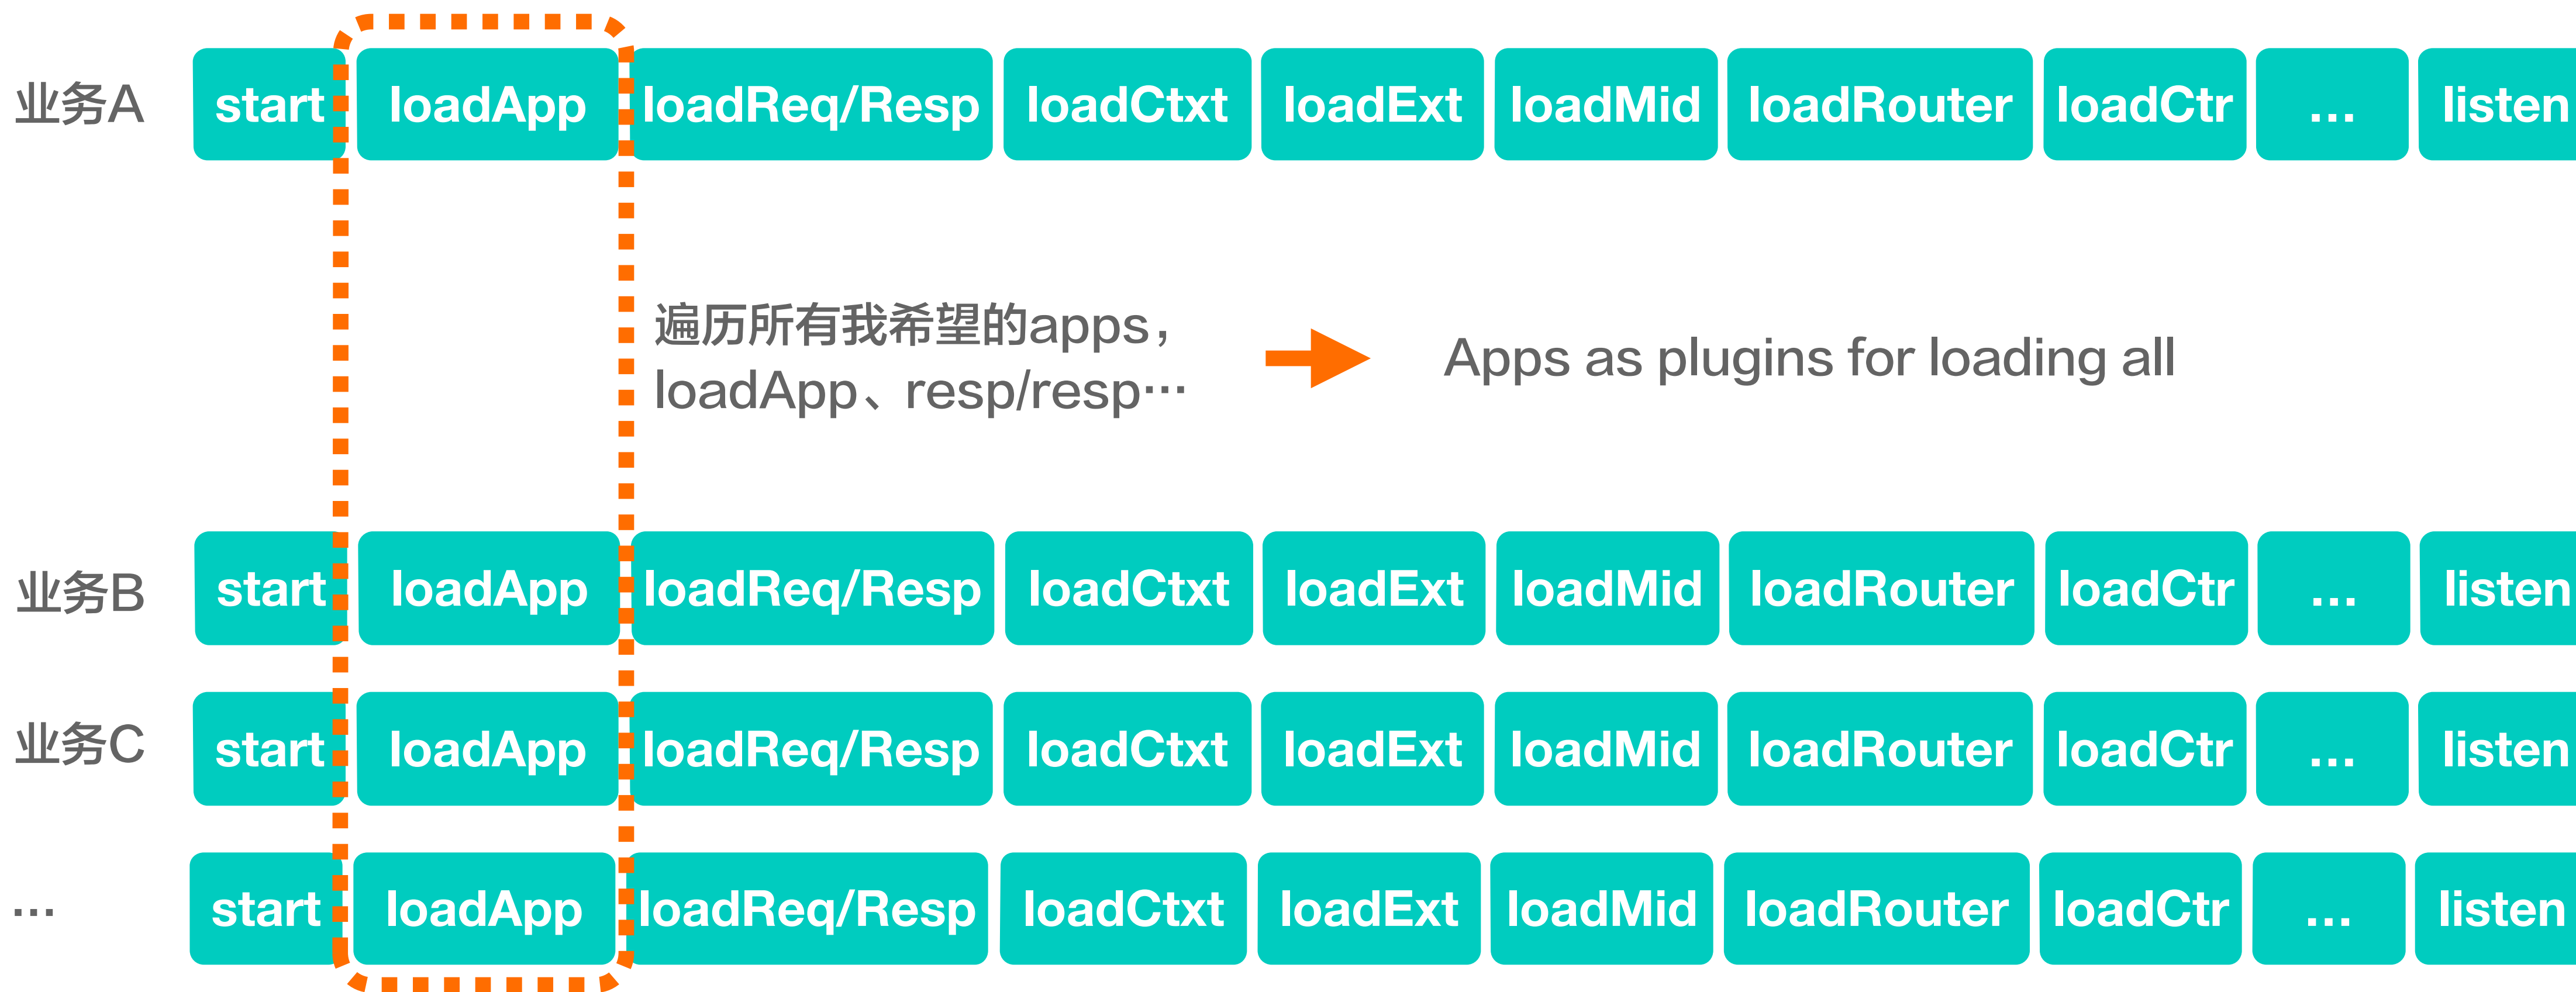 业务A start loadApp loadReq/Resp loadCtxt loadExt loadMid loadRouter loadCtr ... listen
遍历所有我希望的apps，
loadApp、resp/resp…
Apps as plugins for loading all
业务B start loadApp loadReq/Resp loadCtxt loadExt loadMid loadRouter loadCtr ... listen
业务C start loadApp loadReq/Resp loadCtxt loadExt loadMid loadRouter loadCtr ... listen
... start loadApp loadReq/Resp loadCtxt loadExt loadMid loadRouter loadCtr ... listen